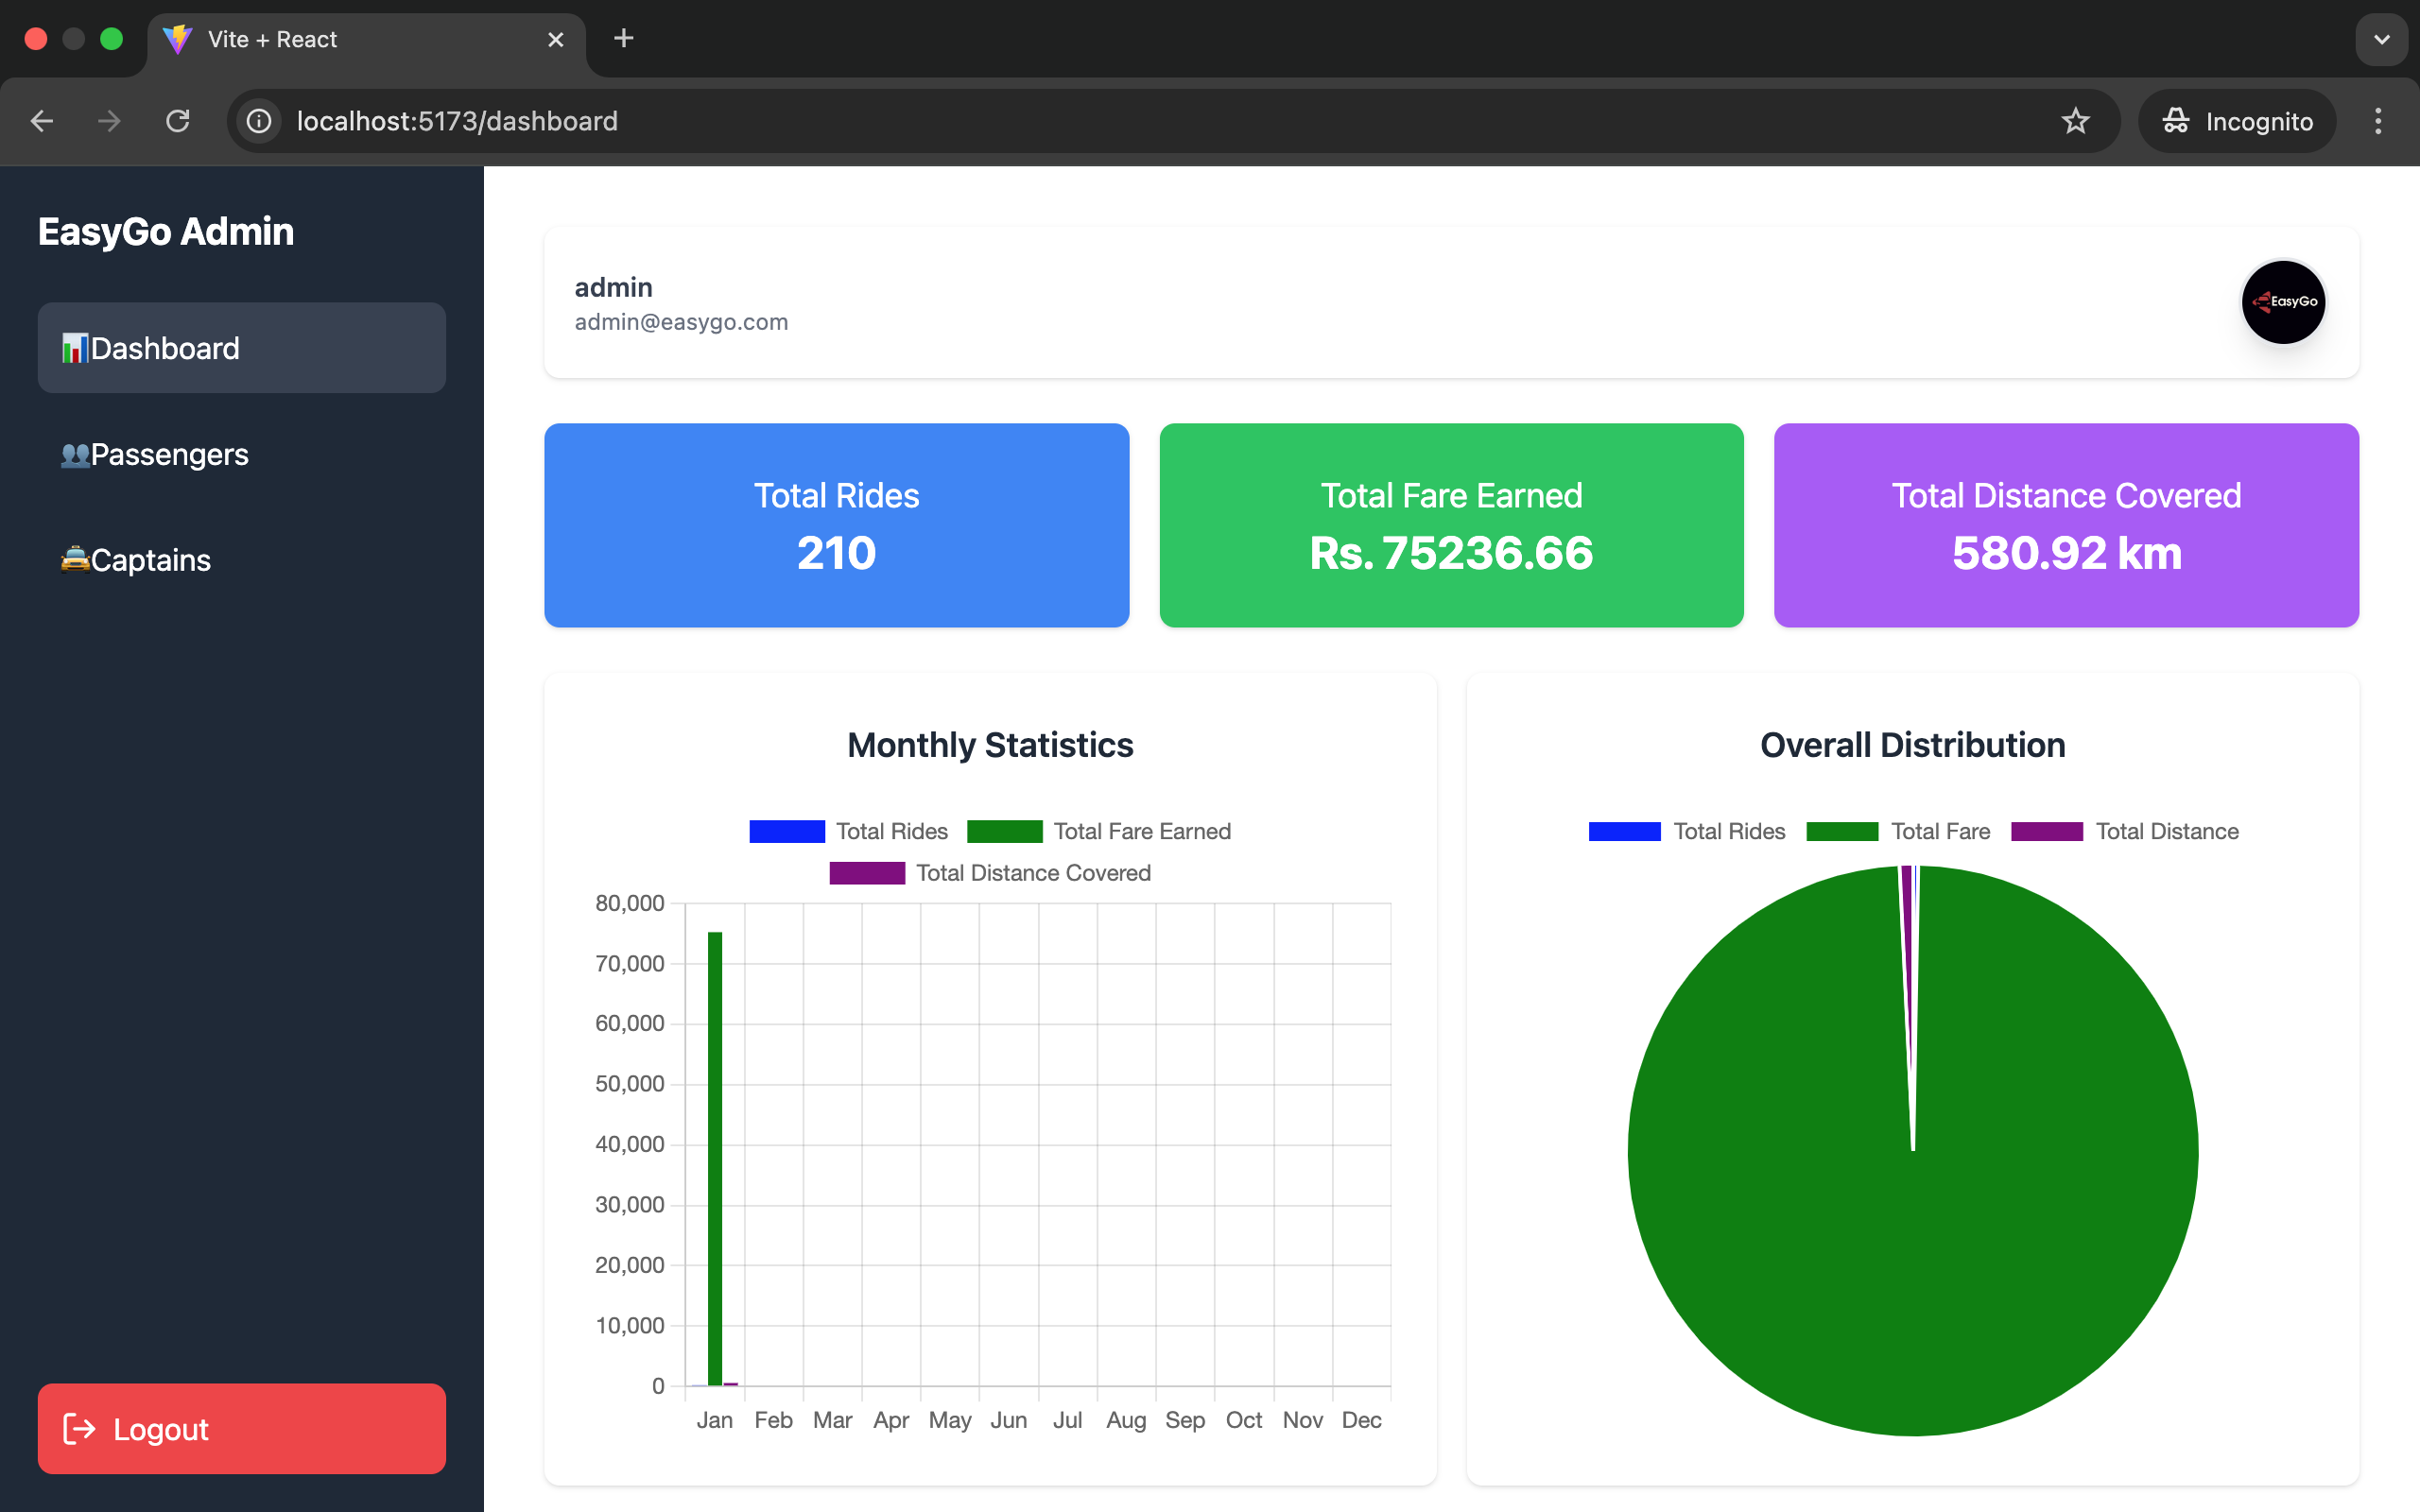 Vite + React
localhost:5173/dashboard
Incognito
EasyGo Admin
Dashboard
Passengers
Captains
Logout
admin
admin@easygo.com
EasyGo
Total Rides
210
Total Fare Earned
Rs. 75236.66
Total Distance Covered
580.92 km
Monthly Statistics
Total Rides Total Fare Earned
Total Distance Covered
80,000
70,000
60,000
50,000
40,000
30,000
20,000
10,000
0
Jan Feb Mar Apr May Jun Jul Aug Sep Oct Nov Dec
Overall Distribution
Total Rides Total Fare Total Distance